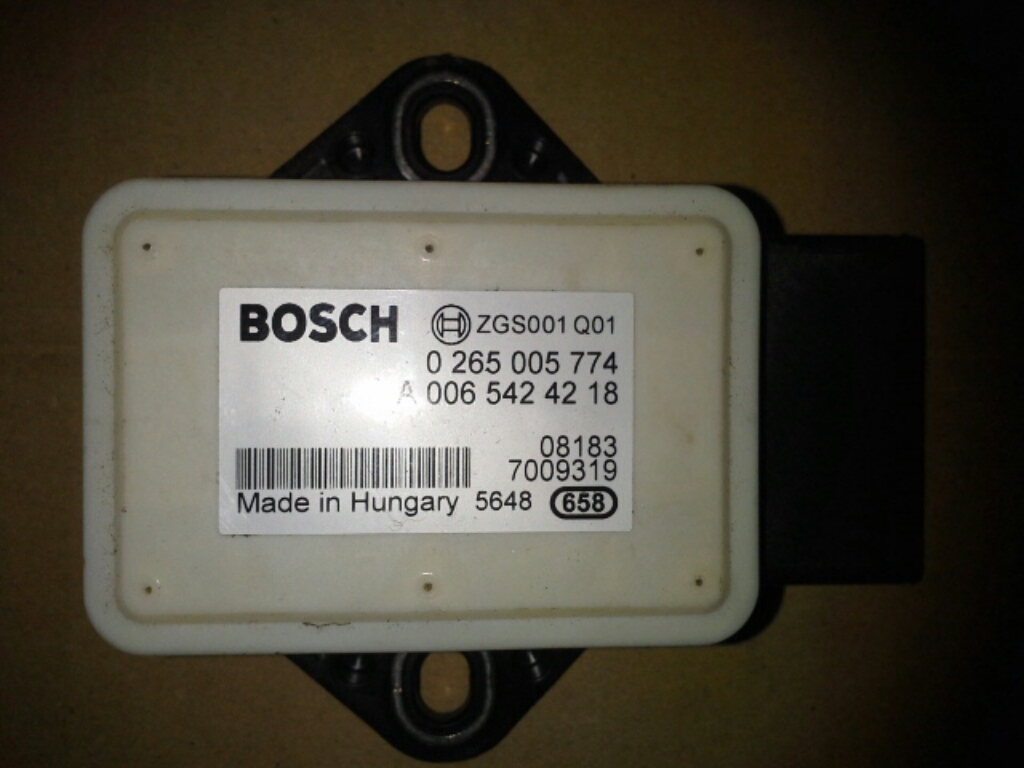 BOSCH ZGS001 Q01
0 265 005 774
A 006 542 42 18
08183
7009319
Made in Hungary 5648 658